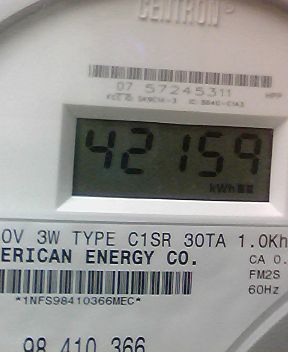 CENTRON
07 57245311
HPP
42159
kWh
0V 3W TYPE C1SR 30TA 1.0Kh
ERICAN ENERGY CO.
CA 0.
FM2S
60Hz
*1NFS98410366MEC*
98 410 366